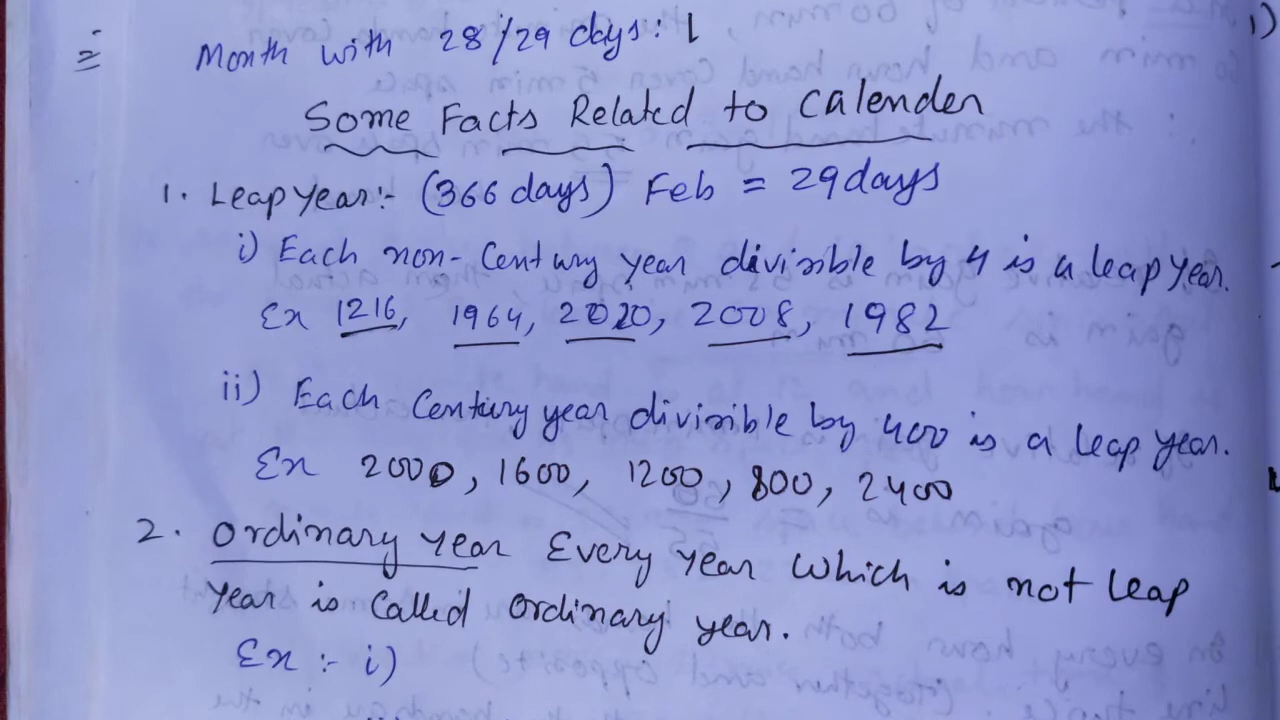 Month with 28/29 days: 1
i)
Some Facts Related to Calender
1. Leap Year:- (366 days) Feb = 29 days
i) Each non-Century year divisible by 4 is a leap year.
Ex 1216, 1964, 2020, 2008, 1982
ii) Each Century year divisible by 400 is a leap year.
Ex 2000, 1600, 1200, 800, 2400
2. Ordinary Year Every Year Which is not Leap
Year is Called Ordinary year.
Ex :- i)